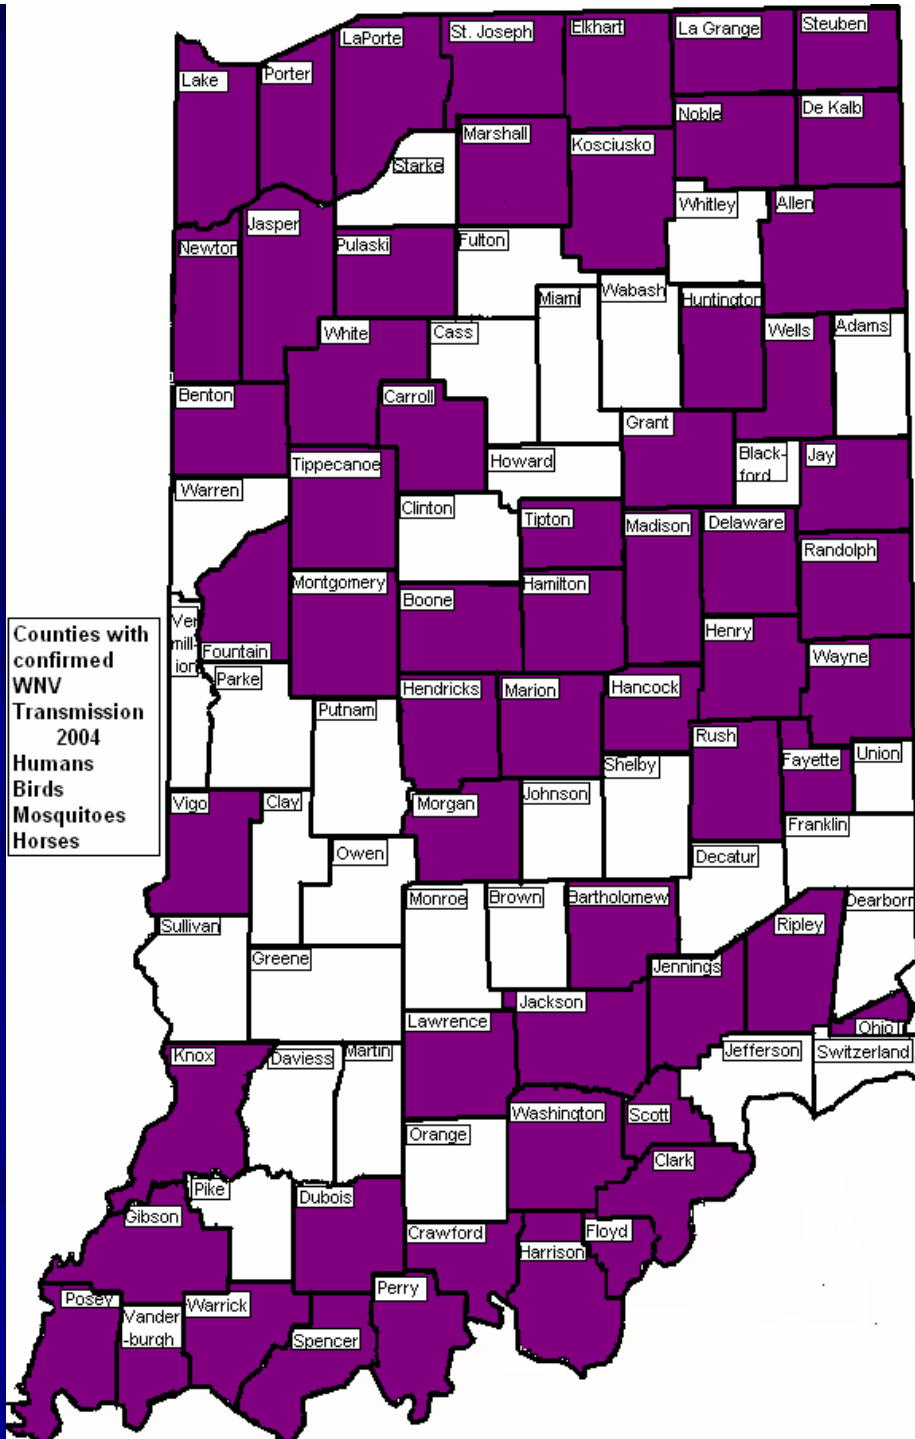 LaPorte
St. Joseph
Elkhart
La Grange
Steuben
Lake
Porter
Noble
De Kalb
Marshall
Kosciusko
Starke
Whitley
Allen
Jasper
Newton
Pulaski
Fulton
Miami
Wabash
Huntington
White
Cass
Wells
Adams
Benton
Carroll
Grant
Tippecanoe
Howard
Black-
ford
Jay
Warren
Clinton
Tipton
Madison
Delaware
Randolph
Montgomery
Boone
Hamilton
Ver
mill-
ion
Fountain
Henry
Wayne
Counties with
confirmed
WNV
Transmission
2004
Humans
Birds
Mosquitoes
Horses
Parke
Putnam
Hendricks
Marion
Hancock
Rush
Fayette
Union
Shelby
Vigo
Clay
Morgan
Johnson
Franklin
Owen
Decatur
Monroe
Brown
Bartholomew
Dearborn
Sullivan
Ripley
Greene
Jennings
Jackson
Lawrence
Ohio
Knox
Daviess
Martin
Jefferson
Switzerland
Washington
Scott
Orange
Clark
Pike
Dubois
Gibson
Crawford
Floyd
Harrison
Posey
Vander
-burgh
Warrick
Perry
Spencer